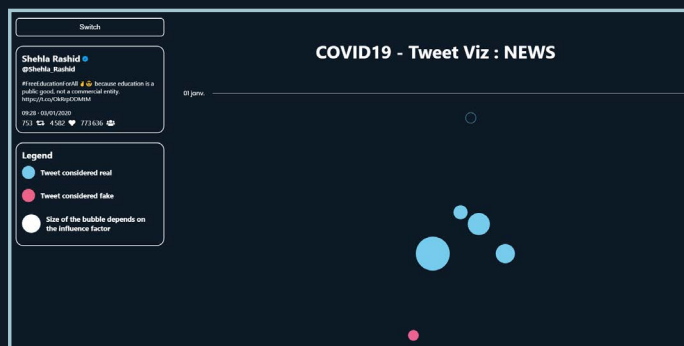 Switch
COVID19 - Tweet Viz : NEWS
Shehla Rashid
@Shehla_Rashid
#FreeEducationForAll because education is a
public good, not a commercial entity.
https://t.co/OkRrpDDMtM
09:28 - 03/01/2020
753 4 582 773 636
01 janv.
Legend
Tweet considered real
Tweet considered fake
Size of the bubble depends on
the influence factor